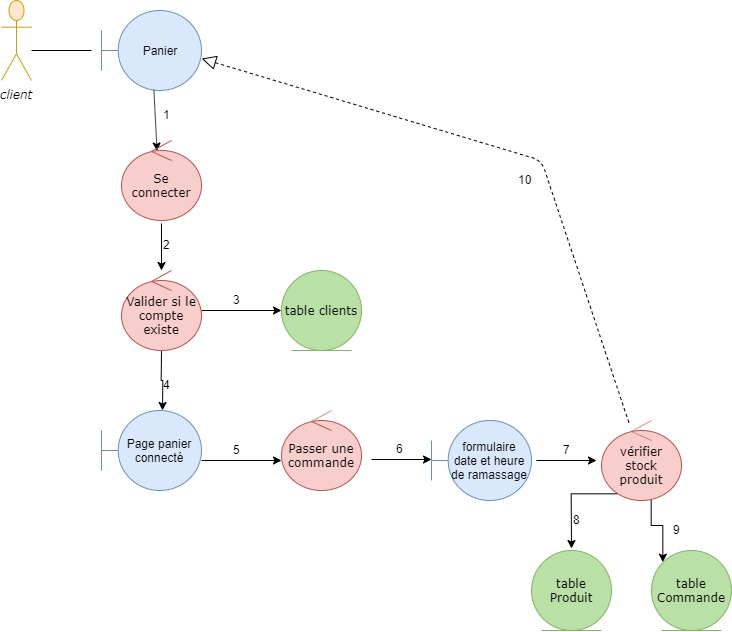 Panier
client
1
Se
connecter
2
Valider si le
compte
existe
3
table clients
4
Page panier
connecté
5
Passer une
commande
6
formulaire
date et heure
de ramassage
7
vérifier
stock
produit
8
9
10
table
Produit
table
Commande